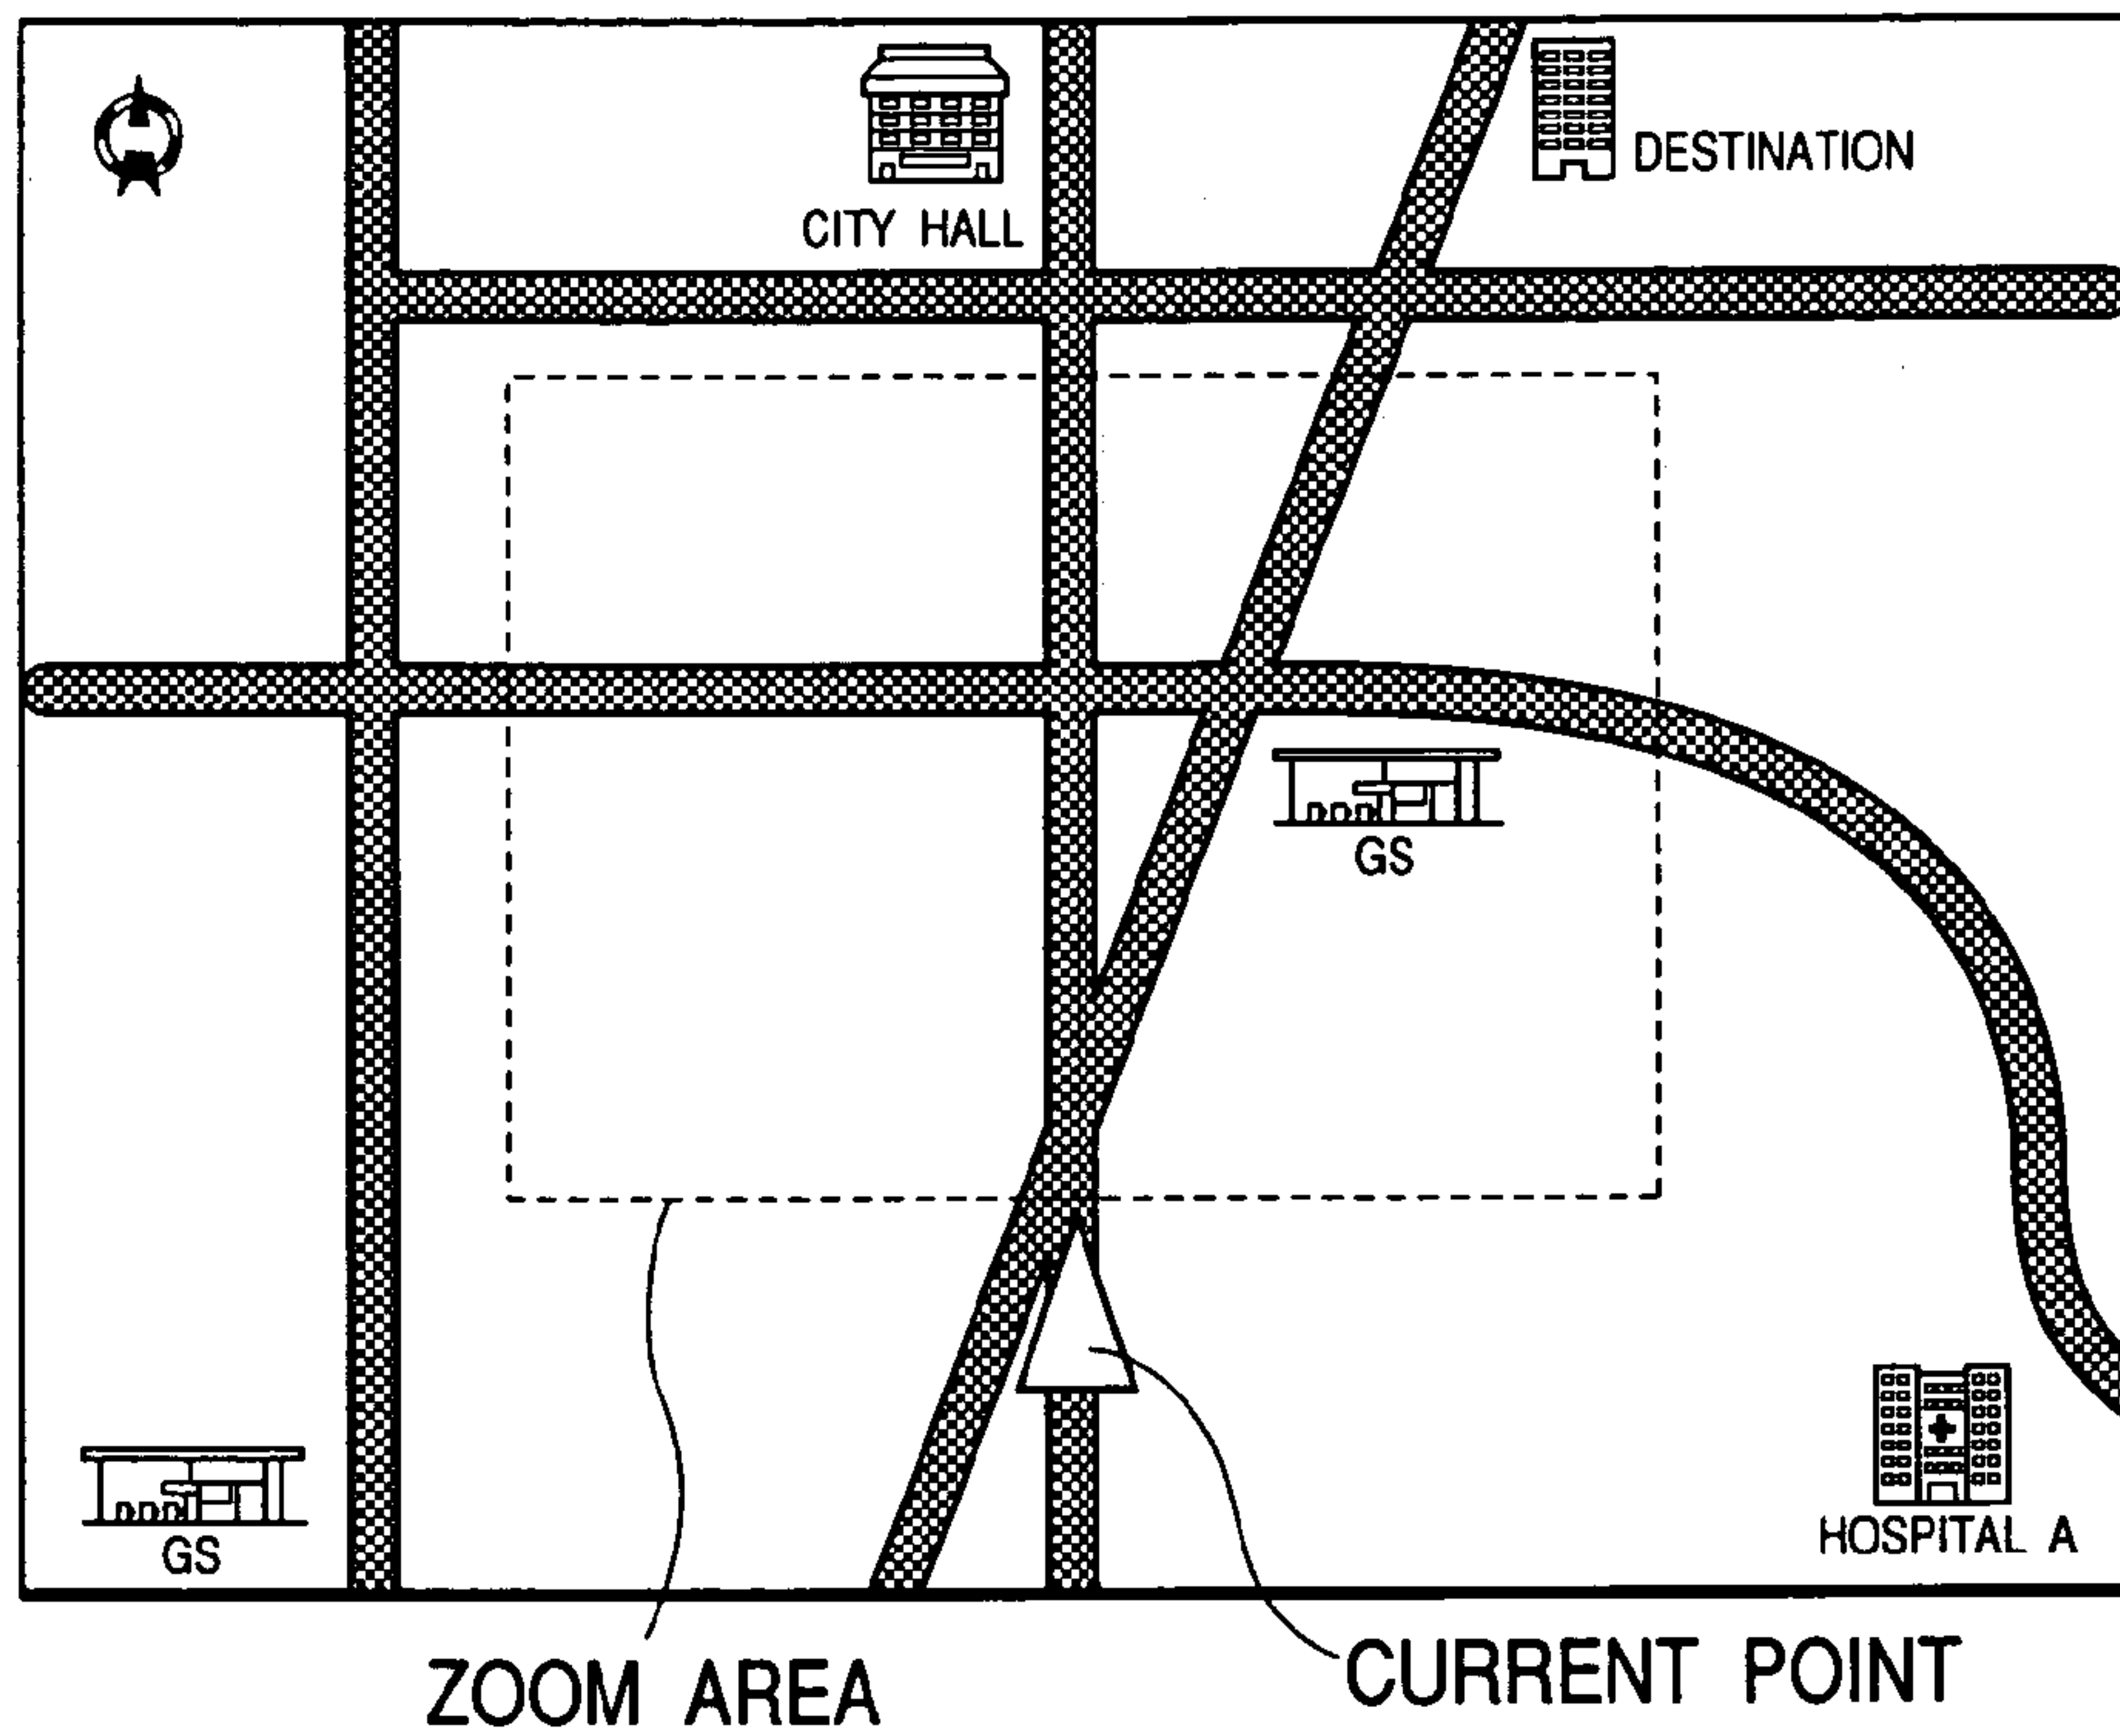 CITY HALL
DESTINATION
GS
GS
HOSPITAL A
ZOOM AREA
CURRENT POINT